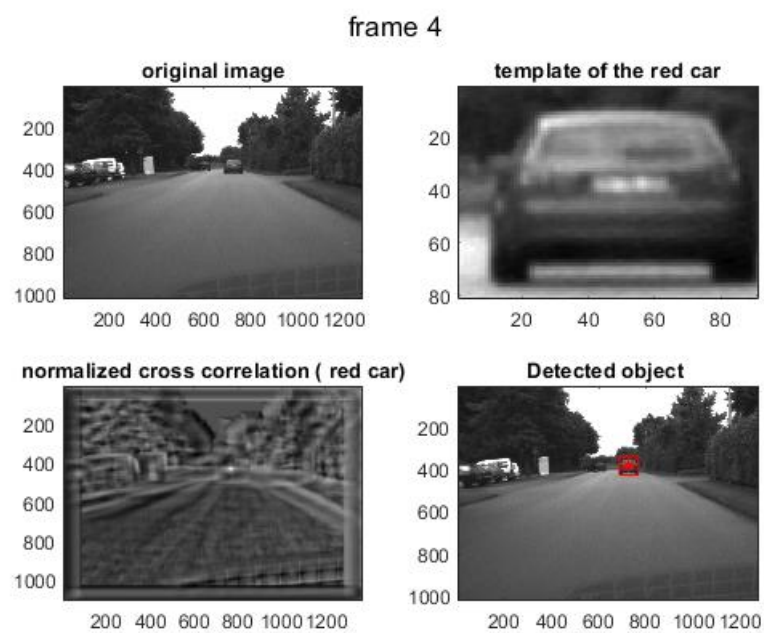 frame 4
original image
200
400
600
800
1000
200 400 600 800 1000 1200
template of the red car
20
40
60
80
20 40 60 80
normalized cross correlation ( red car)
200
400
600
800
1000
200 400 600 800 1000 1200
Detected object
200
400
600
800
1000
200 400 600 800 1000 1200